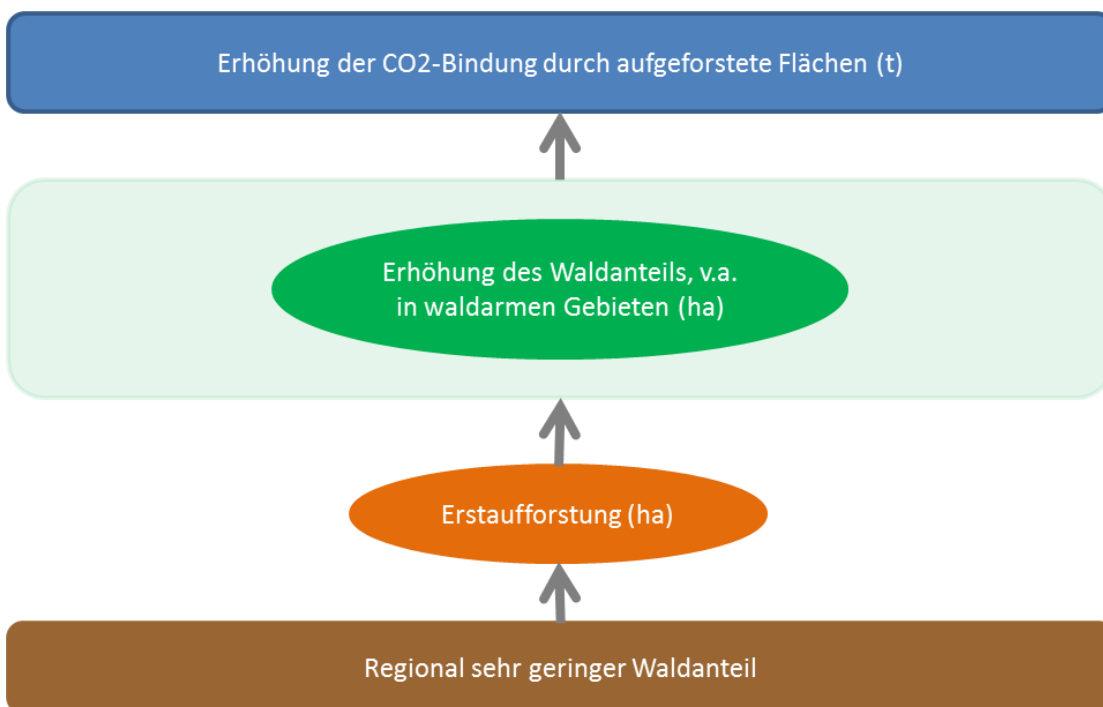 Erhöhung der CO2-Bindung durch aufgeforstete Flächen (t)
Erhöhung des Waldanteils, v.a.
in waldarmen Gebieten (ha)
Erstaufforstung (ha)
Regional sehr geringer Waldanteil